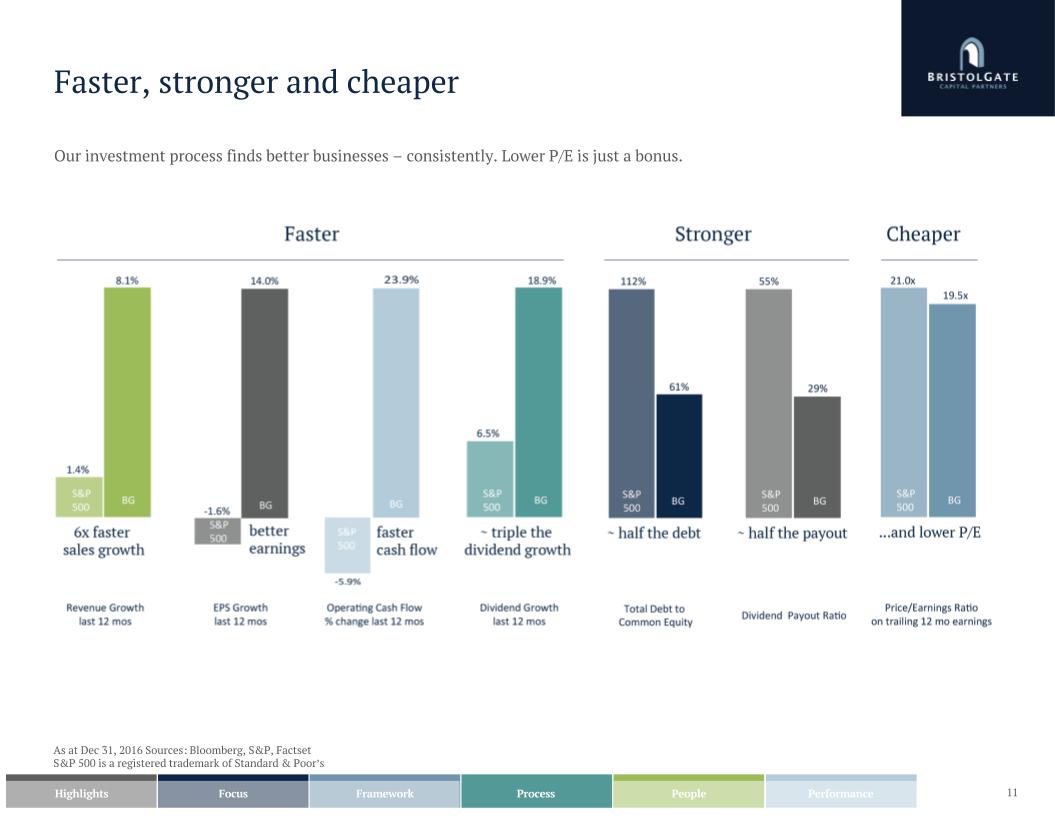 BRISTOLGATE
CAPITAL PARTNERS
Faster, stronger and cheaper
Our investment process finds better businesses – consistently. Lower P/E is just a bonus.
Faster
Stronger
Cheaper
8.1%
14.0%
23.9%
18.9%
112%
55%
21.0x
19.5x
61%
29%
6.5%
1.4%
S&P
500
BG
-1.6%
S&P
500
BG
S&P
500
BG
S&P
500
BG
S&P
500
BG
S&P
500
BG
S&P
500
BG
6x faster
sales growth
better
earnings
faster
cash flow
-5.9%
~ triple the
dividend growth
~ half the debt
~ half the payout
...and lower P/E
Revenue Growth
last 12 mos
EPS Growth
last 12 mos
Operating Cash Flow
% change last 12 mos
Dividend Growth
last 12 mos
Total Debt to
Common Equity
Dividend Payout Ratio
Price/Earnings Ratio
on trailing 12 mo earnings
As at Dec 31, 2016 Sources: Bloomberg, S&P, Factset
S&P 500 is a registered trademark of Standard & Poor's
Highlights
Focus
Framework
Process
People
Performance
11